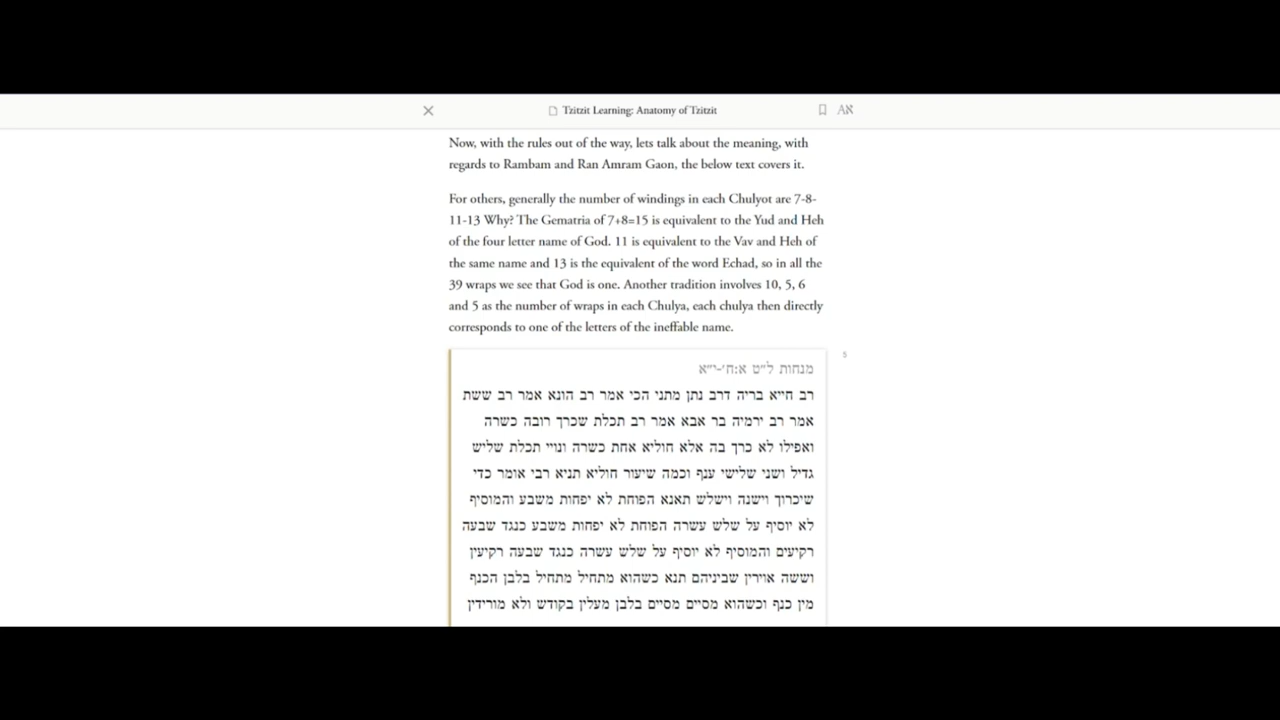 Tzitzit Learning: Anatomy of Tzitzit
Now, with the rules out of the way, lets talk about the meaning, with
regards to Rambam and Ran Amram Gaon, the below text covers it.
For others, generally the number of windings in each Chulyot are 7-8-
11-13 Why? The Gematria of 7+8=15 is equivalent to the Yud and Heh
of the four letter name of God. 11 is equivalent to the Vav and Heh of
the same name and 13 is the equivalent of the word Echad, so in all the
39 wraps we see that God is one. Another tradition involves 10, 5, 6
and 5 as the number of wraps in each Chulya, each chulya then directly
corresponds to one of the letters of the ineffable name.
5
מנחות ל״ט א:ח׳-י״א
רב חייא בריה דרב נתן מתני הכי אמר רב הונא אמר רב ששת
אמר רב ירמיה בר אבא אמר רב תכלת שכרך רובה כשרה
ואפילו לא כרך בה אלא חוליא אחת כשרה ונויי תכלת שליש
גדיל ושני שלישי ענף וכמה שיעור חוליא תניא רבי אומר כדי
שיכרוך וישנה וישלש תאנא הפוחת לא יפחות משבע והמוסיף
לא יוסיף על שלש עשרה הפוחת לא יפחות משבע כנגד שבעה
רקיעים והמוסיף לא יוסיף על שלש עשרה כנגד שבעה רקיעין
וששה אוירין שביניהם תנא כשהוא מתחיל מתחיל בלבן הכנף
מין כנף וכשהוא מסיים מסיים בלבן מעלין בקודש ולא מורידין